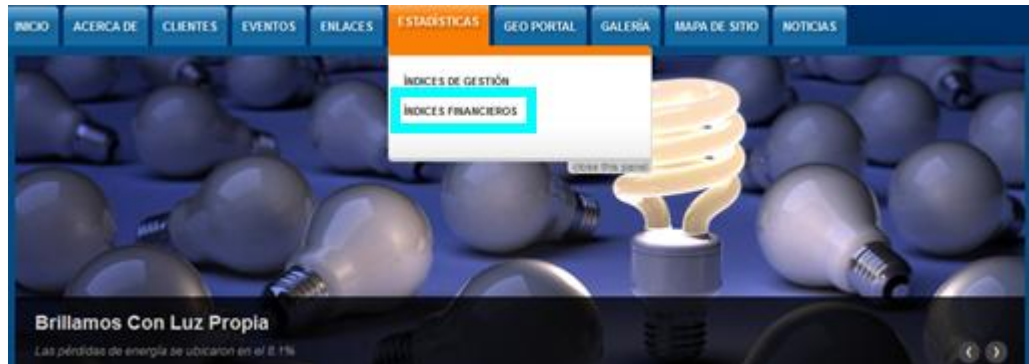 INICIO ACERCA DE CLIENTES EVENTOS ENLACES ESTADÍSTICAS GEO PORTAL GALERÍA MAPA DE SITIO NOTICIAS
ÍNDICES DE GESTIÓN
ÍNDICES FINANCIEROS
close this panel
Brillamos Con Luz Propia
Las pérdidas de energía se ubicaron en el 8.1%